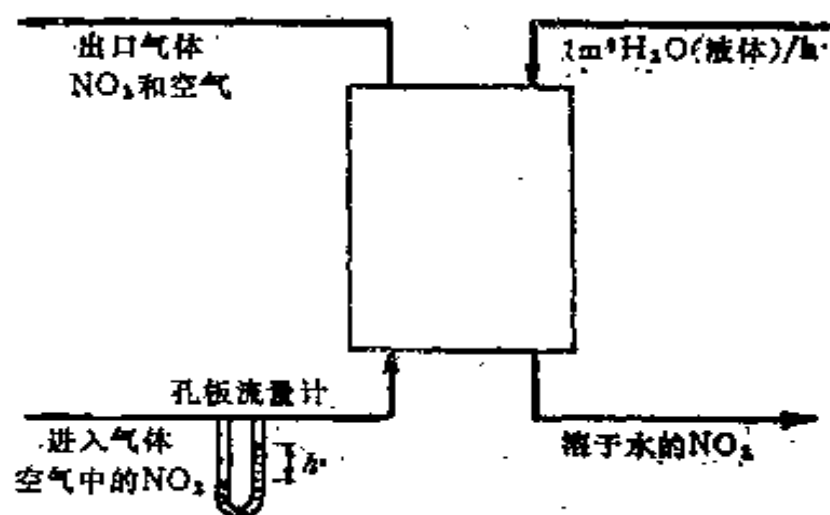 出口气体
NO₂和空气
1m³H₂O(液体)/h
孔板流量计
进入气体
空气中的NO₂
h
溶于水的NO₂